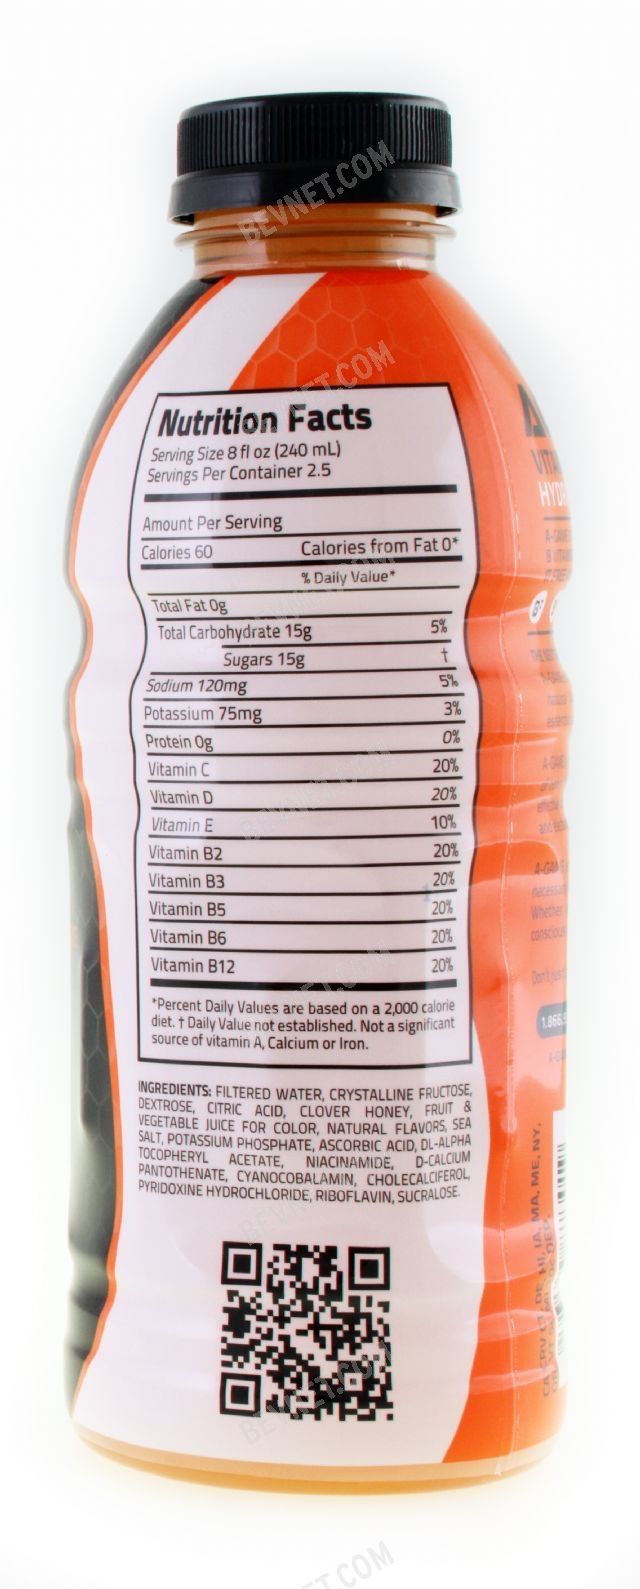 Nutrition Facts
Serving Size 8 fl oz (240 mL)
Servings Per Container 2.5
Amount Per Serving
Calories 60 Calories from Fat 0*
% Daily Value*
Total Fat 0g
Total Carbohydrate 15g 5%
Sugars 15g †
Sodium 120mg 5%
Potassium 75mg 3%
Protein 0g 0%
Vitamin C 20%
Vitamin D 20%
Vitamin E 10%
Vitamin B2 20%
Vitamin B3 20%
Vitamin B5 20%
Vitamin B6 20%
Vitamin B12 20%
*Percent Daily Values are based on a 2,000 calorie
diet. † Daily Value not established. Not a significant
source of vitamin A, Calcium or Iron.
INGREDIENTS: FILTERED WATER, CRYSTALLINE FRUCTOSE,
DEXTROSE, CITRIC ACID, CLOVER HONEY, FRUIT &
VEGETABLE JUICE FOR COLOR, NATURAL FLAVORS, SEA
SALT, POTASSIUM PHOSPHATE, ASCORBIC ACID, DL-ALPHA
TOCOPHERYL ACETATE, NIACINAMIDE, D-CALCIUM
PANTOTHENATE, CYANOCOBALAMIN, CHOLECALCIFEROL,
PYRIDOXINE HYDROCHLORIDE, RIBOFLAVIN, SUCRALOSE.
BEVNET.COM
BEVNET.COM
BEVNET.COM
BEVNET.COM
BEVNET.COM
BEVNET.COM